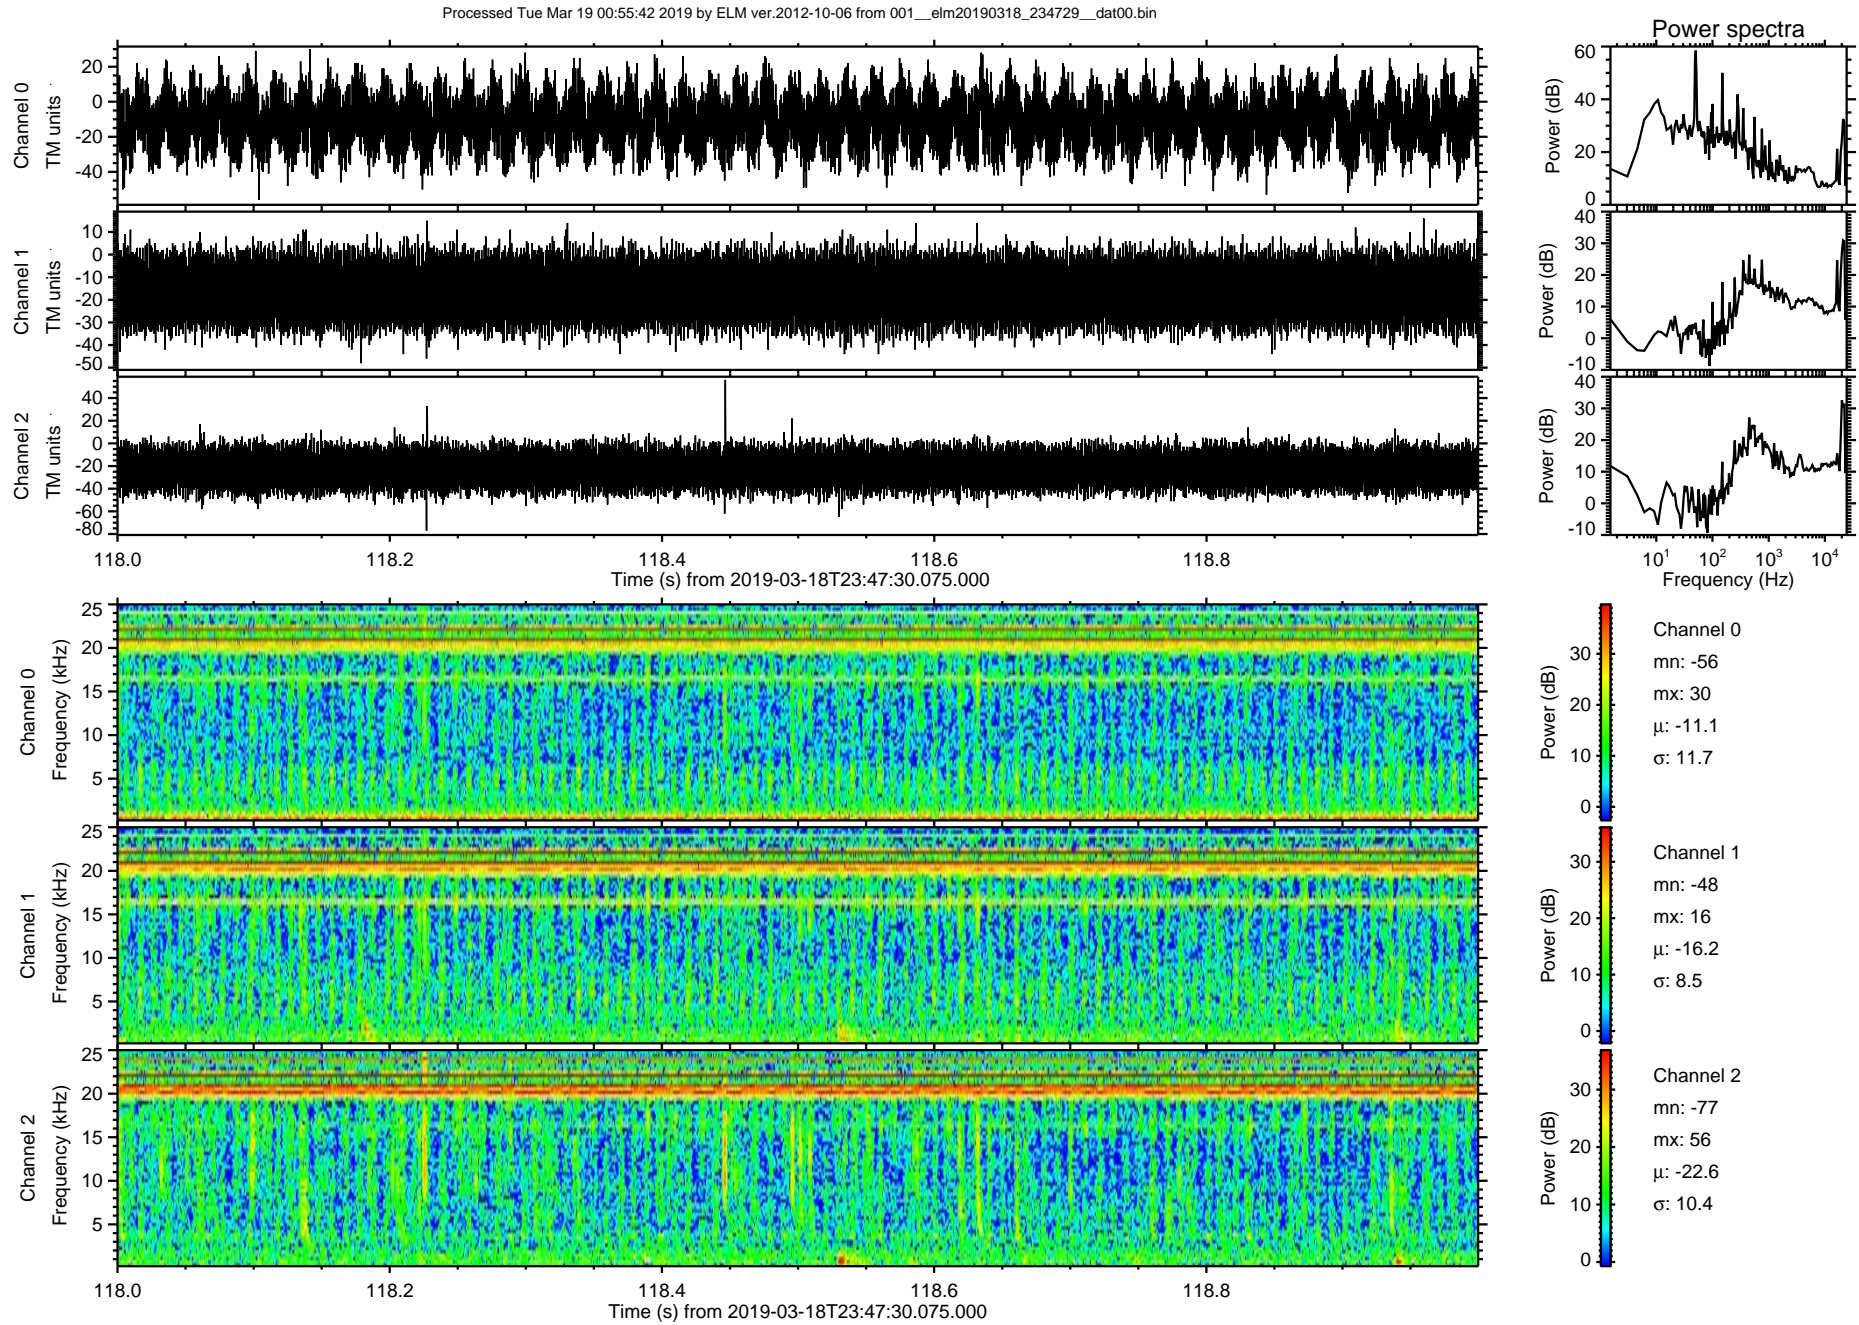 Processed Tue Mar 19 00:55:42 2019 by ELM ver.2012-10-06 from 001__elm20190318_234729__dat00.bin
Power spectra
Channel 0
TM units
20
0
-20
-40
Power (dB)
60
40
20
0
Channel 1
TM units
10
0
-10
-20
-30
-40
-50
Power (dB)
40
30
20
10
0
-10
Channel 2
TM units
40
20
0
-20
-40
-60
-80
Power (dB)
40
30
20
10
0
-10
118.0 118.2 118.4 118.6 118.8
Time (s) from 2019-03-18T23:47:30.075.000
10¹ 10² 10³ 10⁴
Frequency (Hz)
Channel 0
Frequency (kHz)
25
20
15
10
5
Power (dB)
30
20
10
0
Channel 0
mn: -56
mx: 30
μ: -11.1
σ: 11.7
Channel 1
Frequency (kHz)
25
20
15
10
5
Power (dB)
30
20
10
0
Channel 1
mn: -48
mx: 16
μ: -16.2
σ: 8.5
Channel 2
Frequency (kHz)
25
20
15
10
5
Power (dB)
30
20
10
0
Channel 2
mn: -77
mx: 56
μ: -22.6
σ: 10.4
118.0 118.2 118.4 118.6 118.8
Time (s) from 2019-03-18T23:47:30.075.000